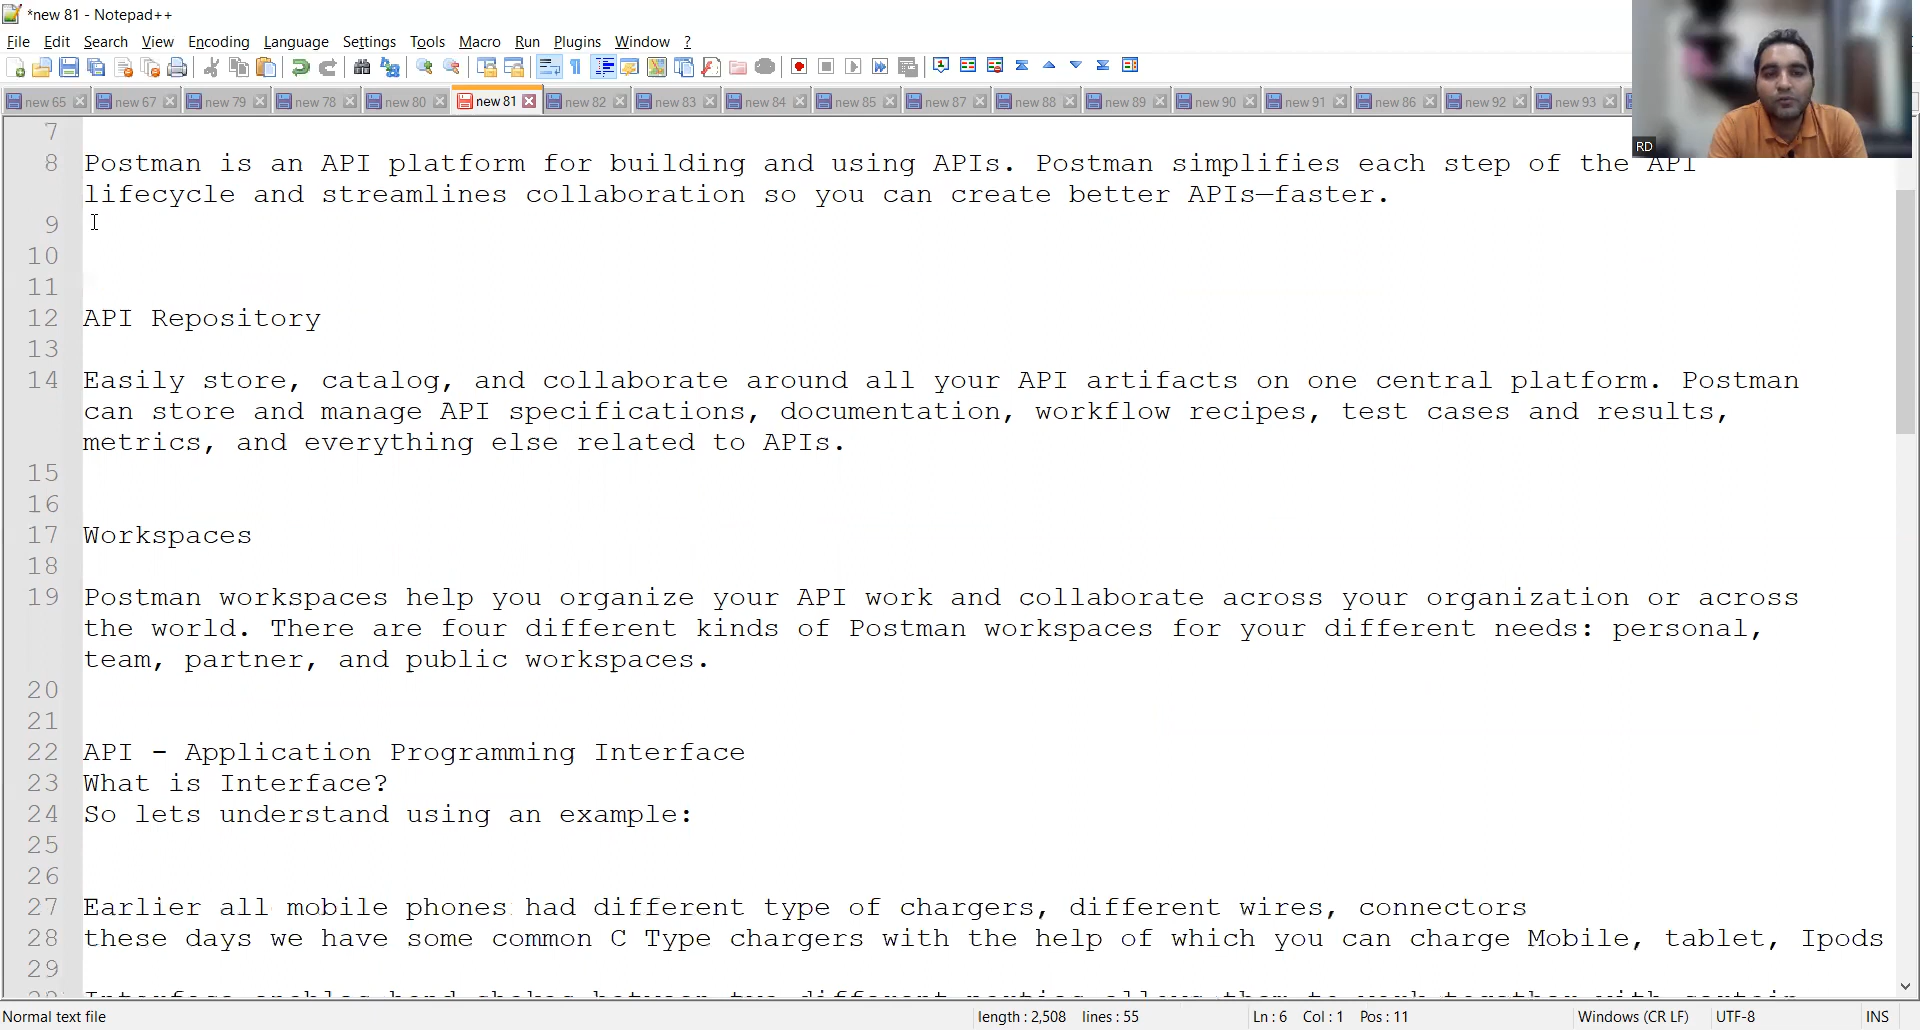 *new 81 - Notepad++
File Edit Search View Encoding Language Settings Tools Macro Run Plugins Window ?
new 65 new 67 new 79 new 78 new 80 new 81 new 82 new 83 new 84 new 85 new 87 new 88 new 89 new 90 new 91 new 86 new 92 new 93
RD
7
8 Postman is an API platform for building and using APIs. Postman simplifies each step of the API
lifecycle and streamlines collaboration so you can create better APIs—faster.
9
10
11
12 API Repository
13
14 Easily store, catalog, and collaborate around all your API artifacts on one central platform. Postman
can store and manage API specifications, documentation, workflow recipes, test cases and results,
metrics, and everything else related to APIs.
15
16
17 Workspaces
18
19 Postman workspaces help you organize your API work and collaborate across your organization or across
the world. There are four different kinds of Postman workspaces for your different needs: personal,
team, partner, and public workspaces.
20
21
22 API - Application Programming Interface
23 What is Interface?
24 So lets understand using an example:
25
26
27 Earlier all mobile phones had different type of chargers, different wires, connectors
28 these days we have some common C Type chargers with the help of which you can charge Mobile, tablet, Ipods
29
Normal text file length : 2,508 lines : 55 Ln : 6 Col : 1 Pos : 11 Windows (CR LF) UTF-8 INS